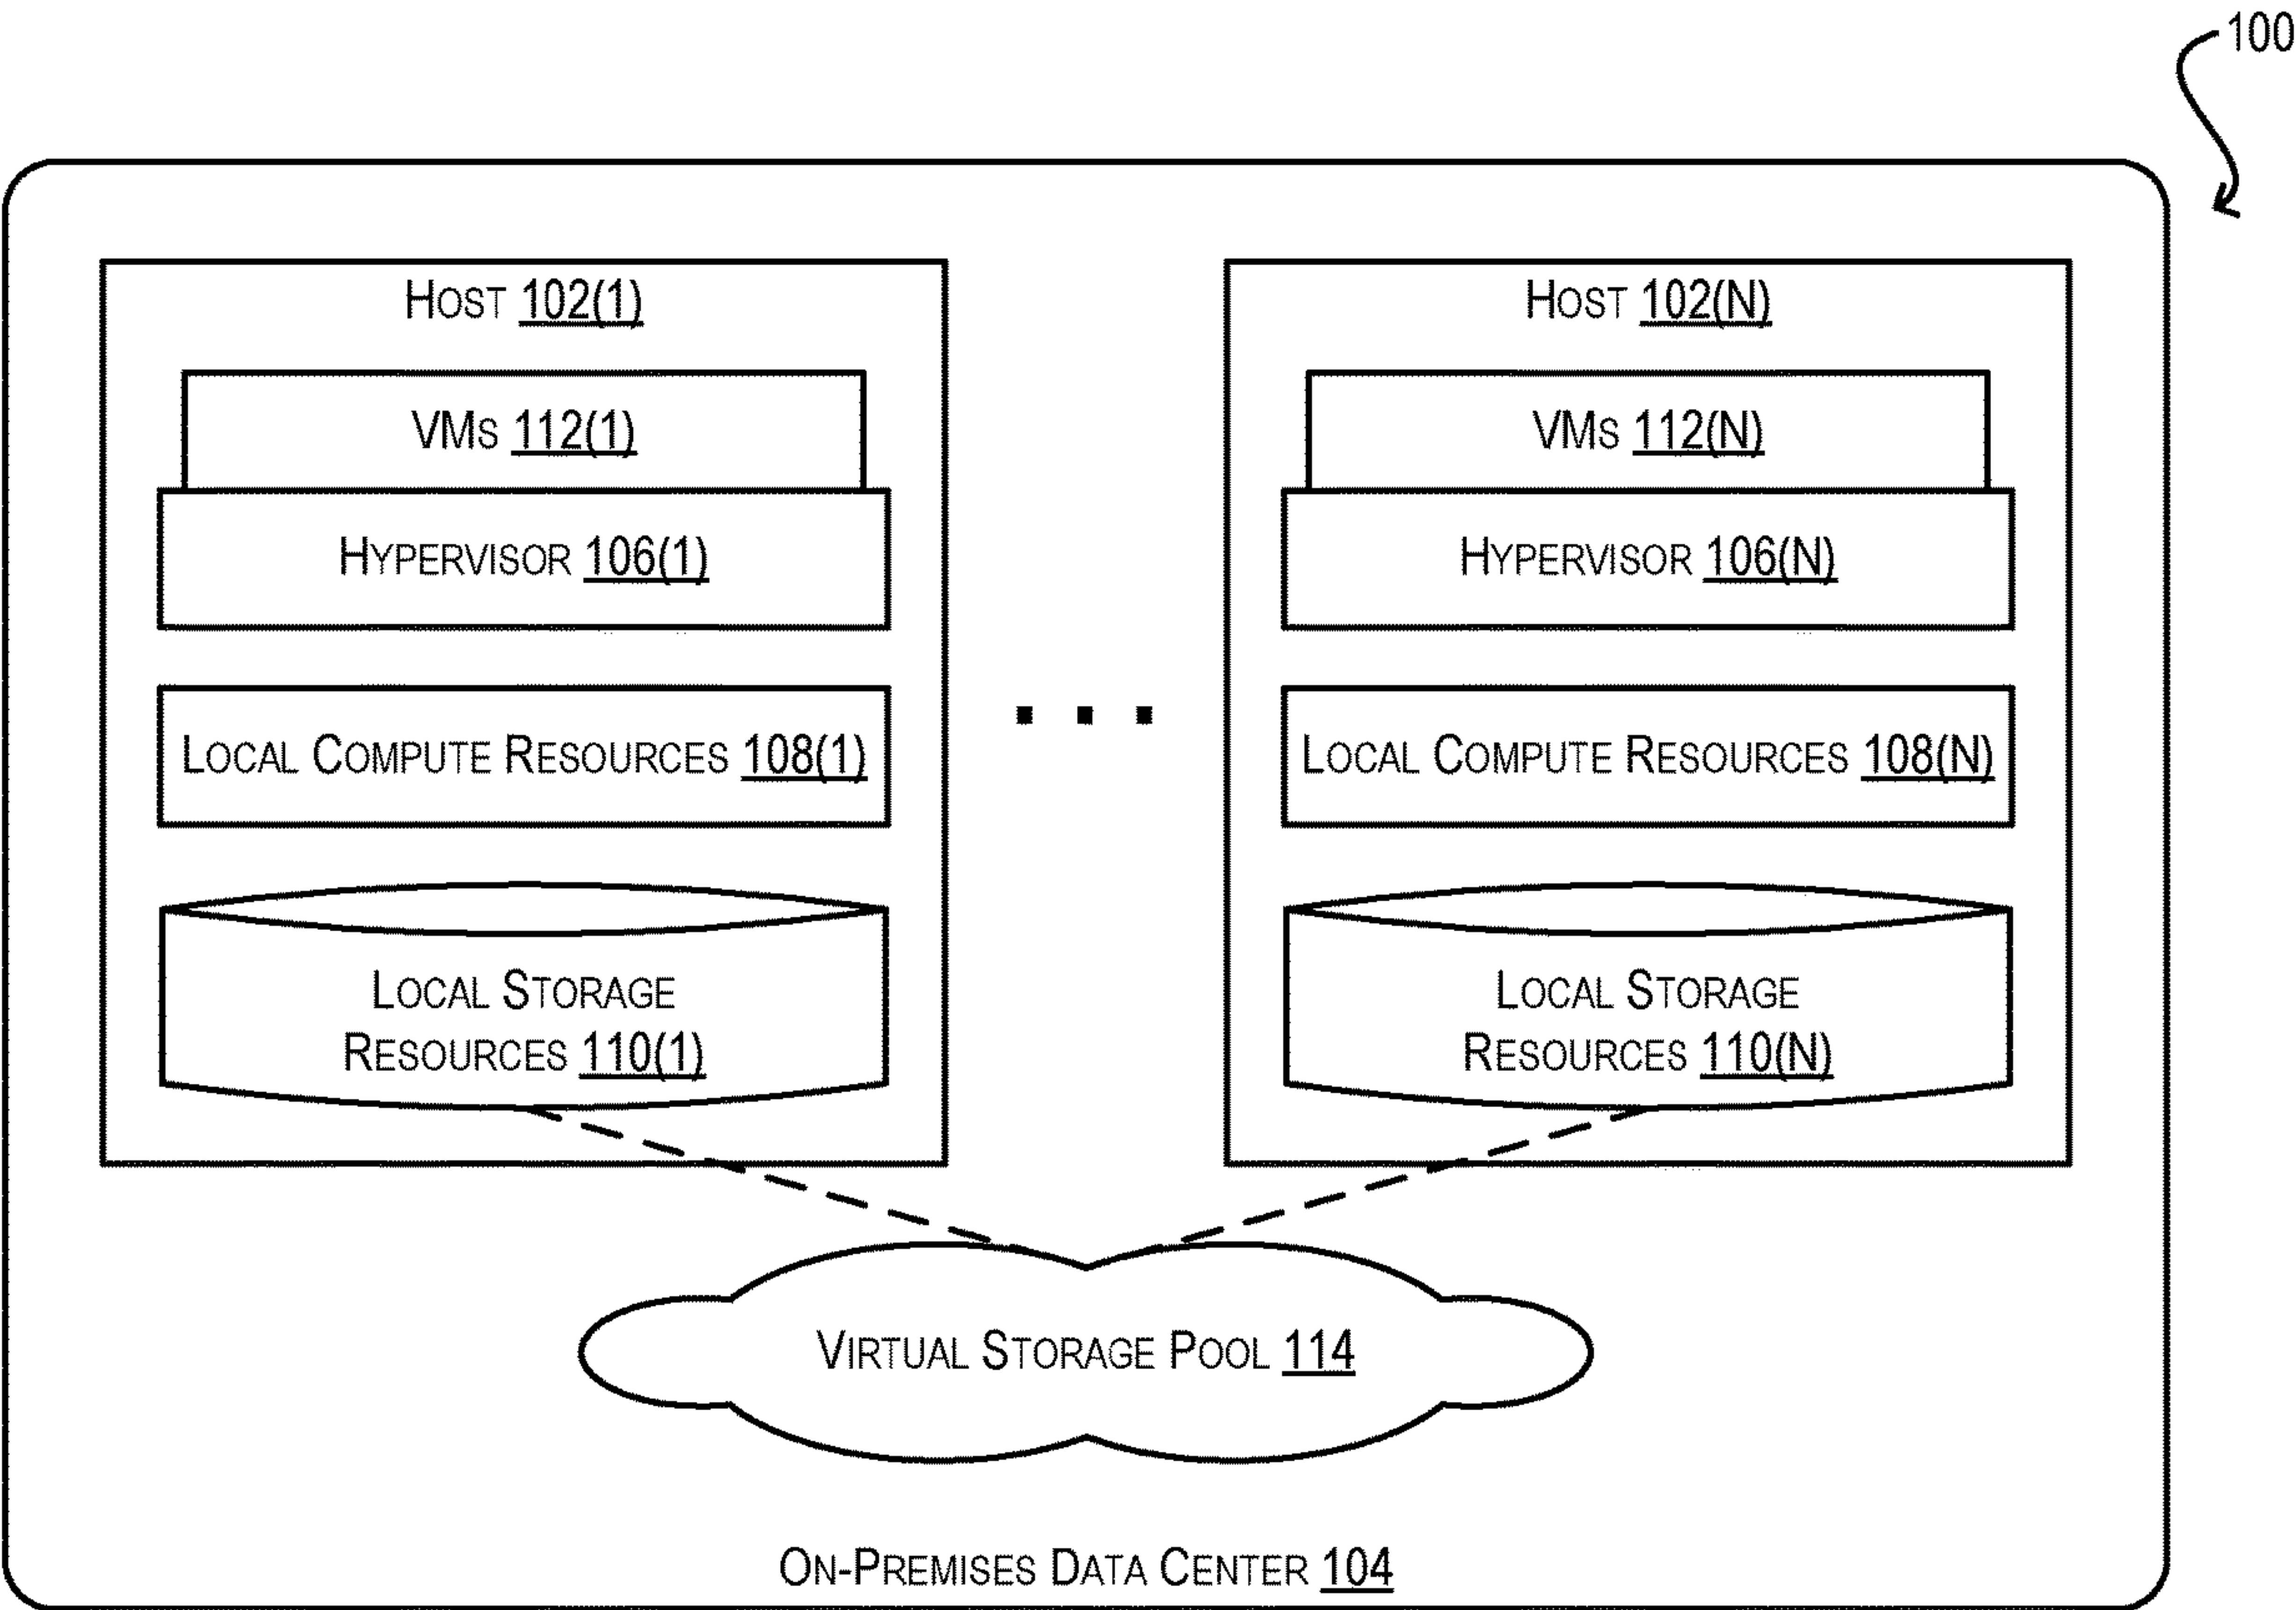 100
HOST 102(1)
VMS 112(1)
HYPERVISOR 106(1)
LOCAL COMPUTE RESOURCES 108(1)
LOCAL STORAGE
RESOURCES 110(1)
. . .
HOST 102(N)
VMS 112(N)
HYPERVISOR 106(N)
LOCAL COMPUTE RESOURCES 108(N)
LOCAL STORAGE
RESOURCES 110(N)
VIRTUAL STORAGE POOL 114
ON-PREMISES DATA CENTER 104